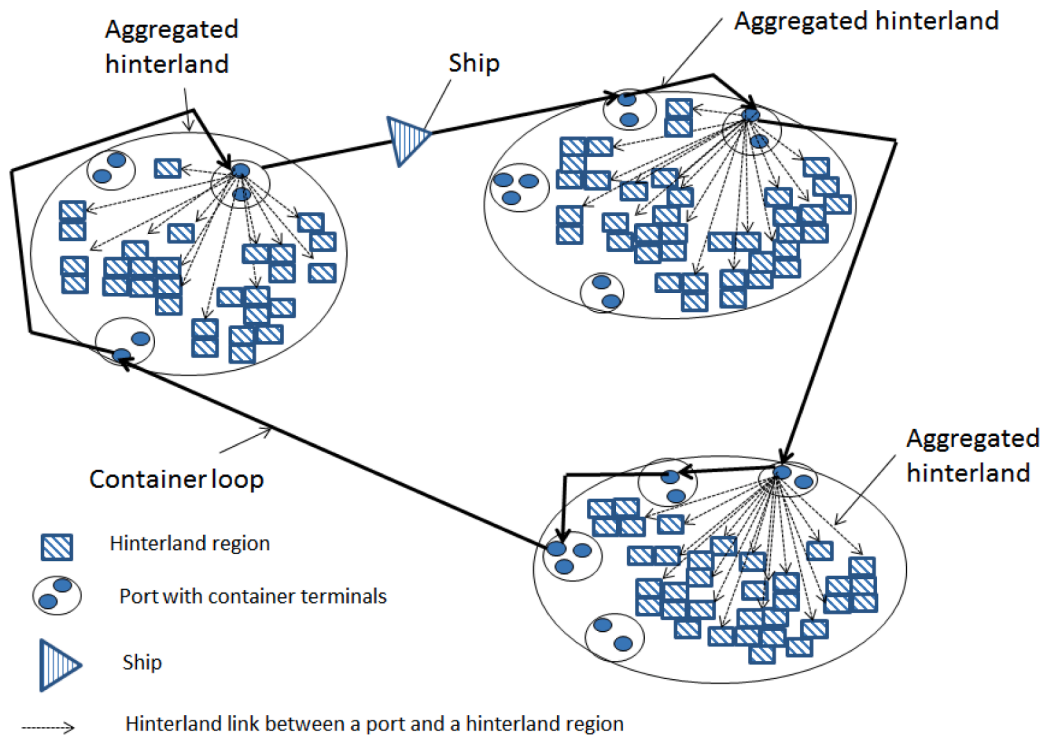 Aggregated
hinterland
Ship
Aggregated hinterland
Aggregated
hinterland
Container loop
Hinterland region
Port with container terminals
Ship
Hinterland link between a port and a hinterland region